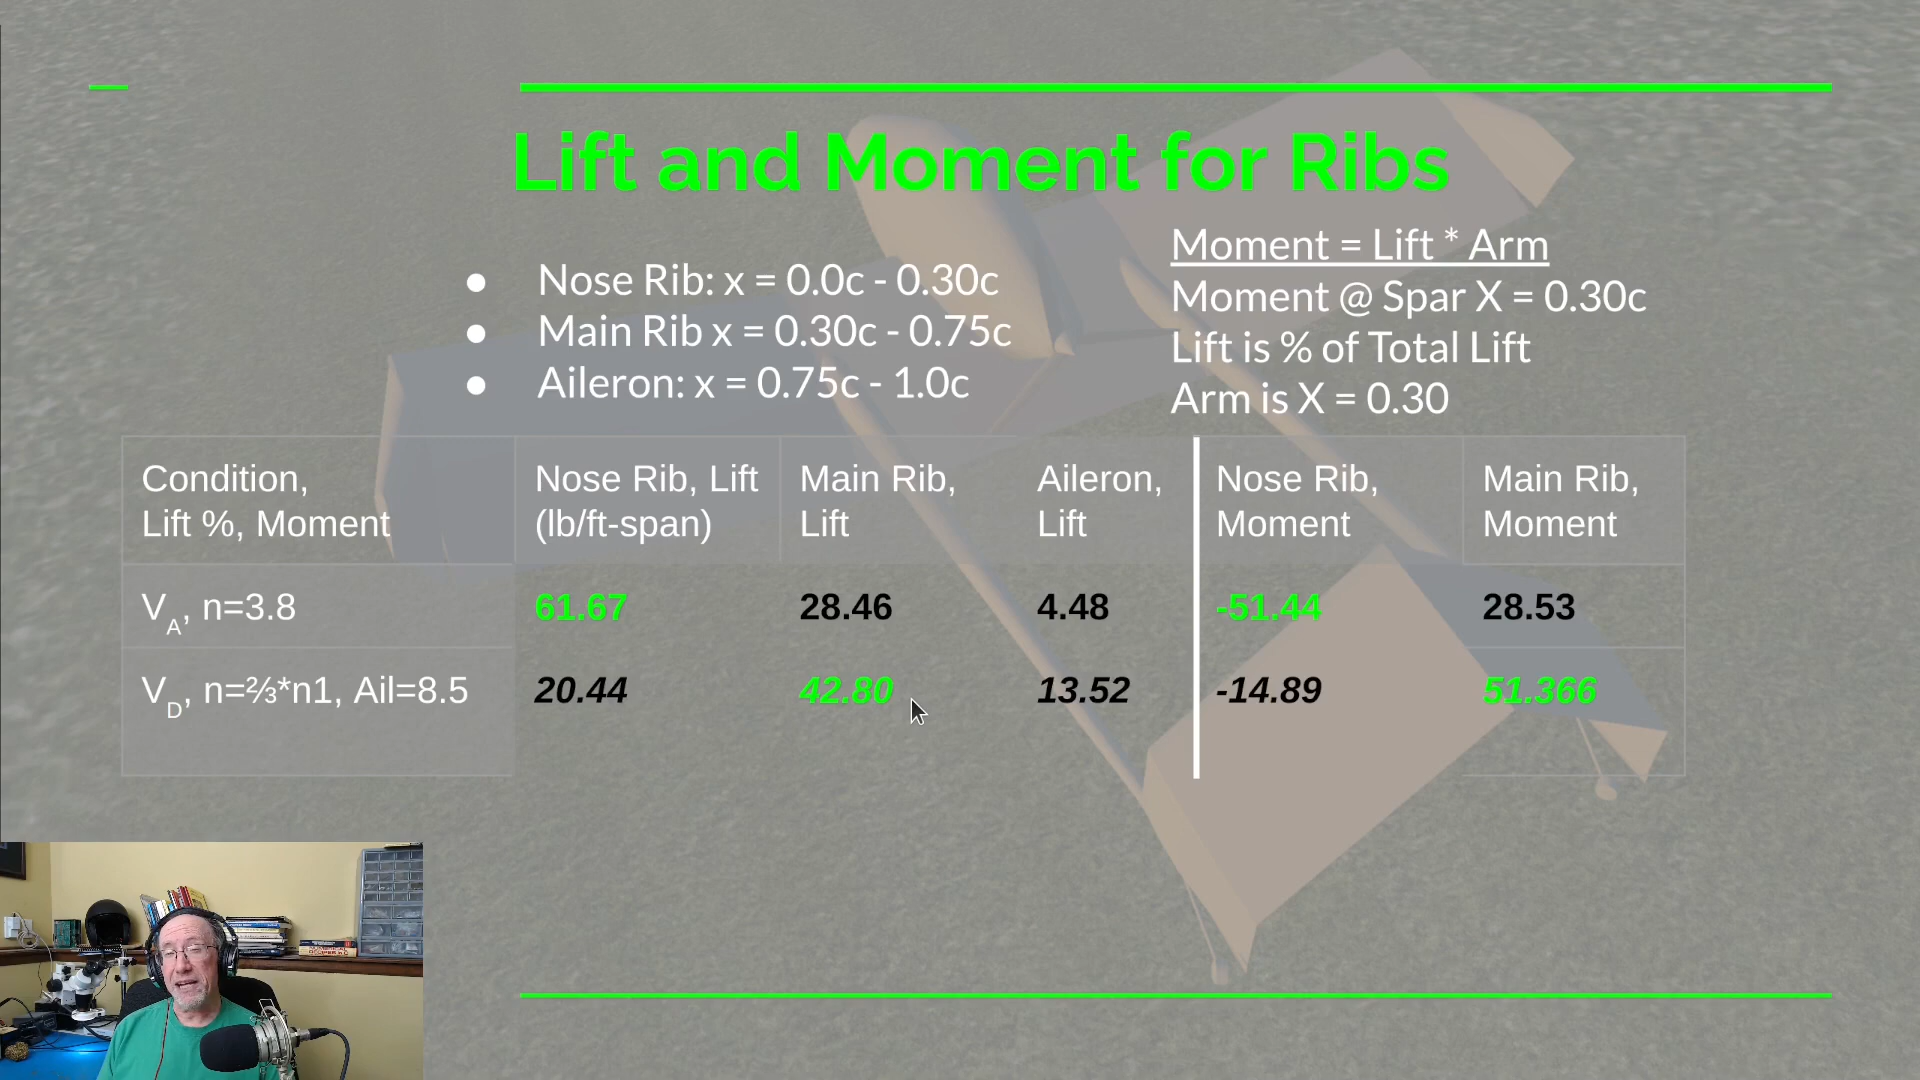 Lift and Moment for Ribs
● Nose Rib: x = 0.0c - 0.30c
● Main Rib x = 0.30c - 0.75c
● Aileron: x = 0.75c - 1.0c
Moment = Lift * Arm
Moment @ Spar X = 0.30c
Lift is % of Total Lift
Arm is X = 0.30
Condition,
Lift %, Moment
Nose Rib, Lift
(lb/ft-span)
Main Rib,
Lift
Aileron,
Lift
Nose Rib,
Moment
Main Rib,
Moment
VA, n=3.8
61.67
28.46
4.48
-51.44
28.53
VD, n=⅔*n1, Ail=8.5
20.44
42.80
13.52
-14.89
51.366